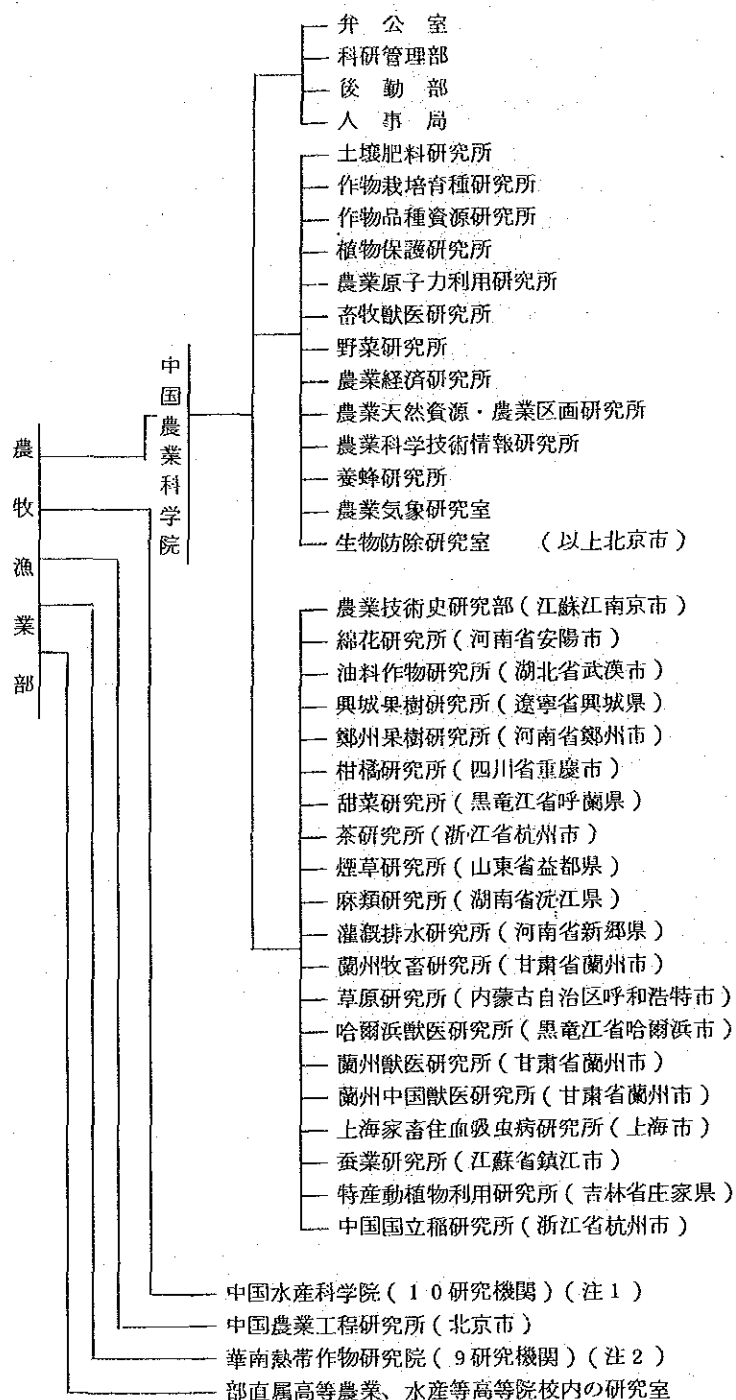 弁公室
科研管理部
後勤部
人事局
土壌肥料研究所
作物栽培育種研究所
作物品種資源研究所
植物保護研究所
農業原子力利用研究所
畜牧獣医研究所
野菜研究所
農業経済研究所
農業天然資源・農業区画研究所
農業科学技術情報研究所
養蜂研究所
農業気象研究室
生物防除研究室 (以上北京市)
中国農業科学院
農牧漁業部
農業技術史研究部(江蘇江南京市)
綿花研究所(河南省安陽市)
油料作物研究所(湖北省武漢市)
興城果樹研究所(遼寧省興城県)
鄭州果樹研究所(河南省鄭州市)
柑橘研究所(四川省重慶市)
甜菜研究所(黒竜江省呼蘭県)
茶研究所(浙江省杭州市)
煙草研究所(山東省益都県)
麻類研究所(湖南省沅江県)
灌漑排水研究所(河南省新郷県)
蘭州牧畜研究所(甘粛省蘭州市)
草原研究所(内蒙古自治区呼和浩特市)
哈爾浜獣医研究所(黒竜江省哈爾浜市)
蘭州獣医研究所(甘粛省蘭州市)
蘭州中国獣医研究所(甘粛省蘭州市)
上海家畜住血吸虫病研究所(上海市)
蚕業研究所(江蘇省鎮江市)
特産動植物利用研究所(吉林省庄家県)
中国国立稲研究所(浙江省杭州市)
中国水産科学院(10研究機関)(注1)
中国農業工程研究所(北京市)
華南熱帯作物研究院(9研究機関)(注2)
部直属高等農業、水産等高等院校内の研究室